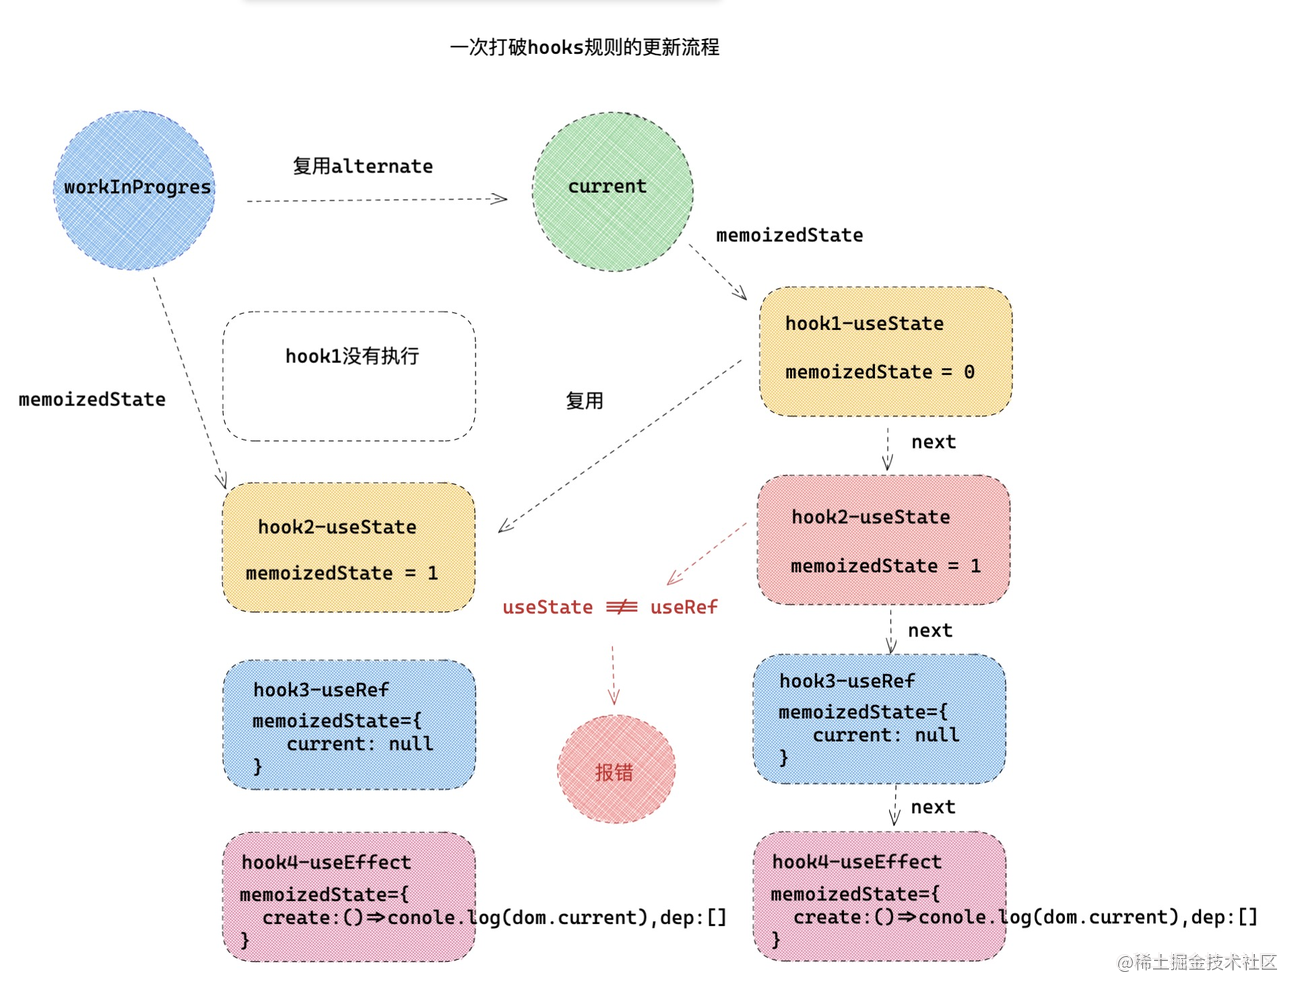 一次打破hooks规则的更新流程
workInProgres
复用alternate
current
memoizedState
hook1-useState
memoizedState = 0
hook1没有执行
memoizedState
复用
next
hook2-useState
memoizedState = 1
hook2-useState
memoizedState = 1
useState ≢ useRef
next
hook3-useRef
memoizedState={
current: null
}
报错
hook3-useRef
memoizedState={
current: null
}
next
hook4-useEffect
memoizedState={
create:()⇒conole.log(dom.current),dep:[]
}
hook4-useEffect
memoizedState={
create:()⇒conole.log(dom.current),dep:[]
}
@稀土掘金技术社区